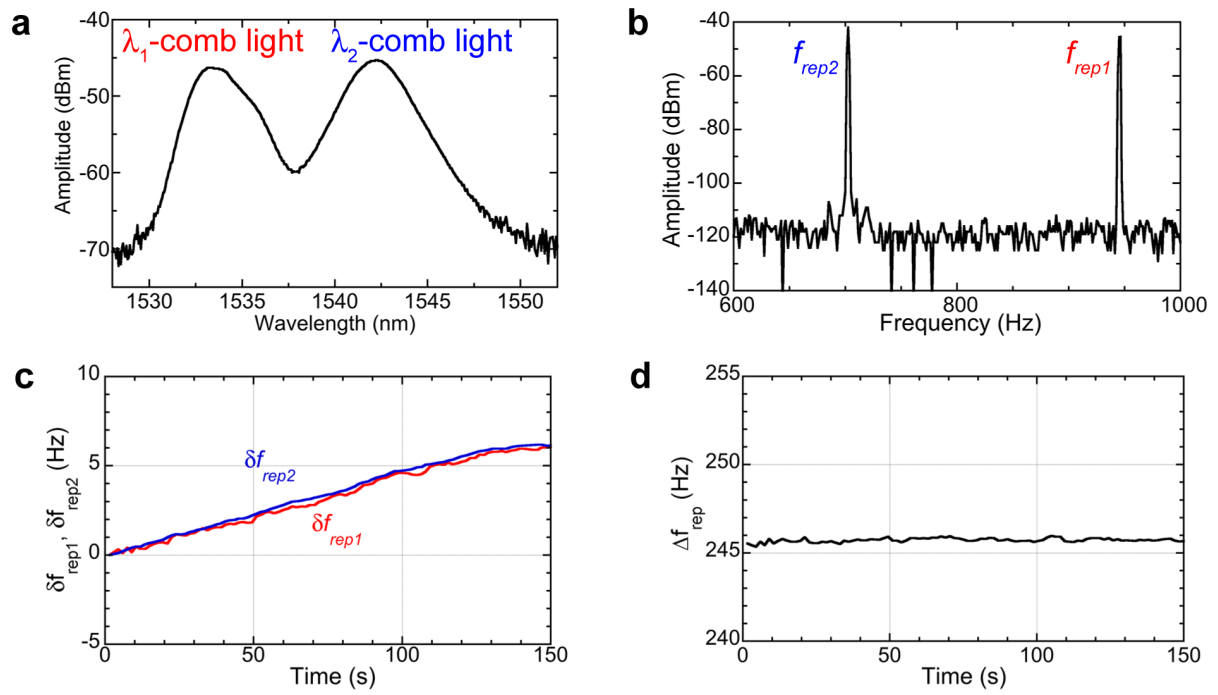 a
λ1-comb light
λ2-comb light
-40
-50
-60
-70
Amplitude (dBm)
1530
1535
1540
1545
1550
Wavelength (nm)
b
frep2
frep1
-40
-60
-80
-100
-120
-140
Amplitude (dBm)
600
800
1000
Frequency (Hz)
c
δfrep2
δfrep1
10
5
0
-5
δfrep1, δfrep2 (Hz)
0
50
100
150
Time (s)
d
255
250
245
240
Δfrep (Hz)
0
50
100
150
Time (s)